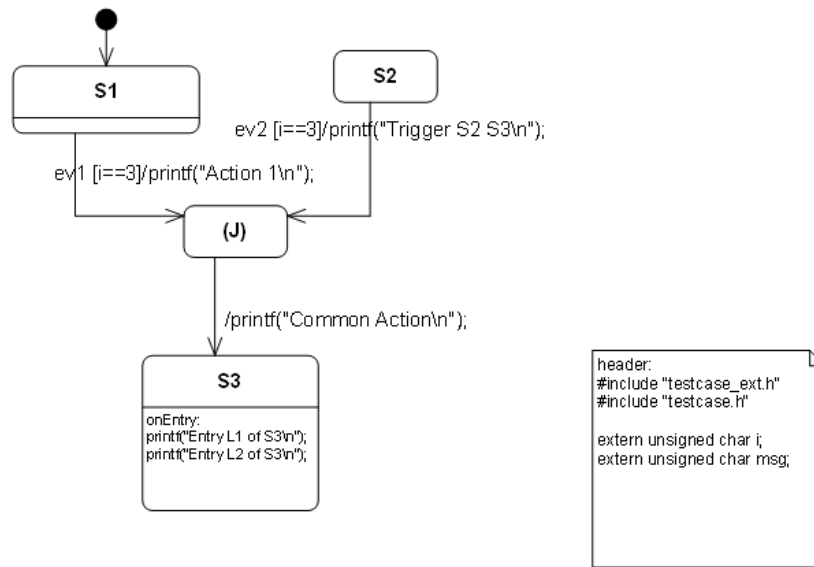 S1
S2
ev2 [i==3]/printf("Trigger S2 S3\n");
ev1 [i==3]/printf("Action 1\n");
(J)
/printf("Common Action\n");
S3
onEntry:
printf("Entry L1 of S3\n");
printf("Entry L2 of S3\n");
header:
#include "testcase_ext.h"
#include "testcase.h"
extern unsigned char i;
extern unsigned char msg;